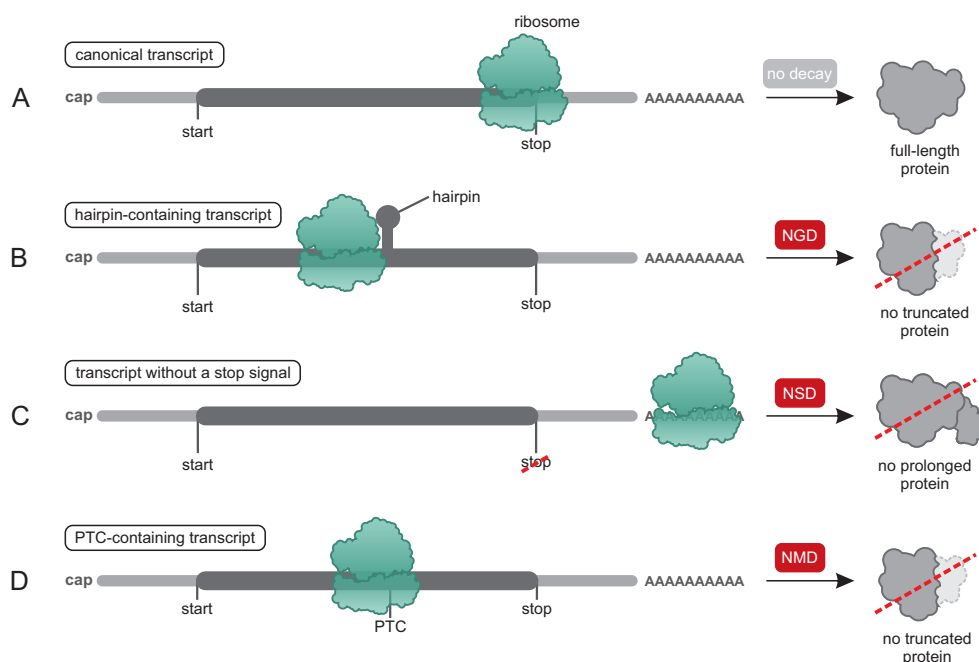 ribosome
canonical transcript
no decay
A
cap
AAAAAAAAAA
start
stop
full-length
protein
hairpin-containing transcript
hairpin
NGD
B
cap
AAAAAAAAAA
start
stop
no truncated
protein
transcript without a stop signal
NSD
C
cap
AAAAAAAAAA
start
stop
no prolonged
protein
PTC-containing transcript
NMD
D
cap
AAAAAAAAAA
start
stop
PTC
no truncated
protein